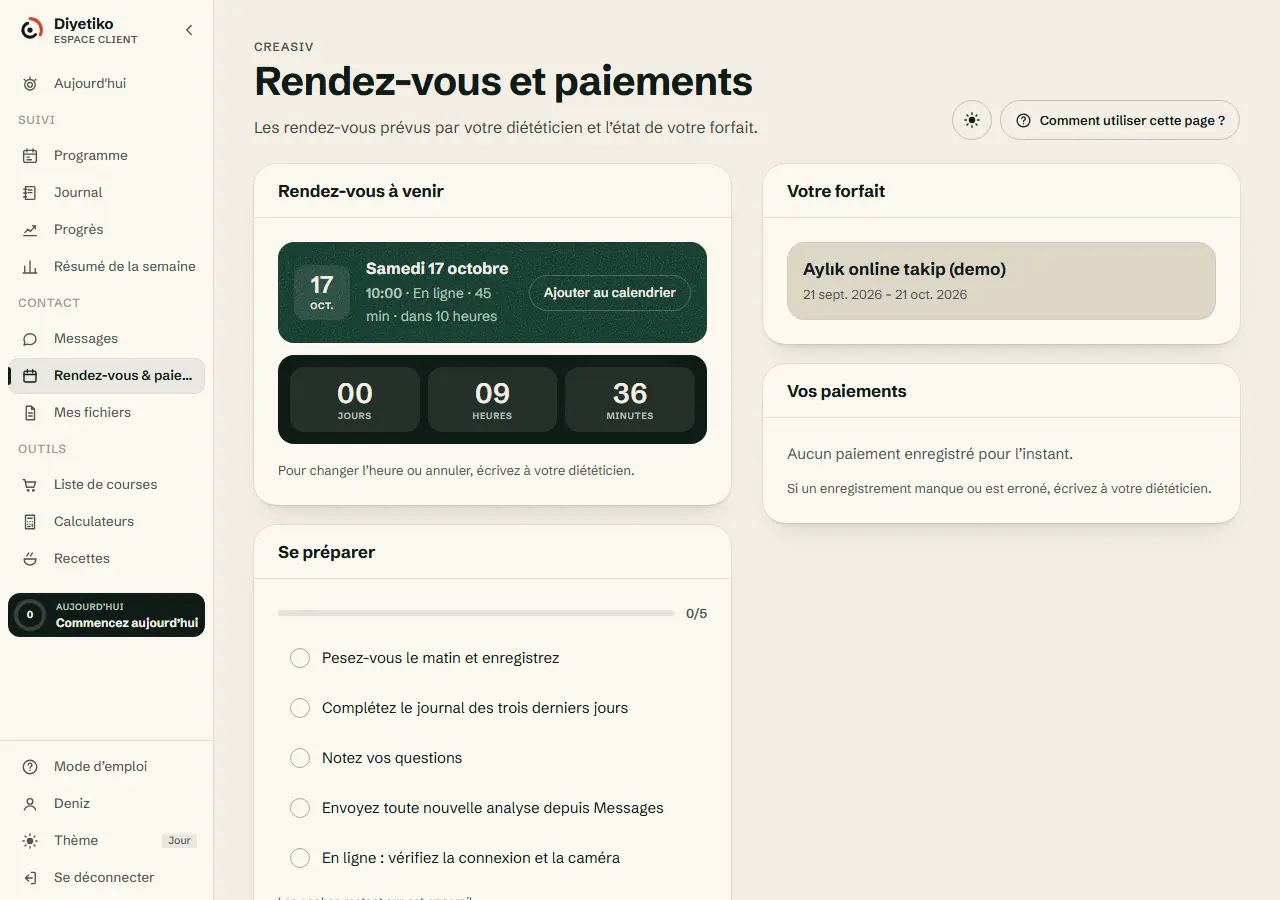 Diyetiko
ESPACE CLIENT
Aujourd'hui
SUIVI
Programme
Journal
Progrès
Résumé de la semaine
CONTACT
Messages
Rendez-vous & paie...
Mes fichiers
OUTILS
Liste de courses
Calculateurs
Recettes
0
AUJOURD'HUI
Commencez aujourd'hui
Mode d’emploi
Deniz
Thème
Jour
Se déconnecter
CREASIV
Rendez-vous et paiements
Les rendez-vous prévus par votre diététicien et l’état de votre forfait.
Comment utiliser cette page ?
Rendez-vous à venir
17
OCT.
Samedi 17 octobre
10:00 · En ligne · 45
min · dans 10 heures
Ajouter au calendrier
00
JOURS
09
HEURES
36
MINUTES
Pour changer l’heure ou annuler, écrivez à votre diététicien.
Se préparer
0/5
Pesez-vous le matin et enregistrez
Complétez le journal des trois derniers jours
Notez vos questions
Envoyez toute nouvelle analyse depuis Messages
En ligne : vérifiez la connexion et la caméra
Votre forfait
Aylık online takip (demo)
21 sept. 2026 – 21 oct. 2026
Vos paiements
Aucun paiement enregistré pour l’instant.
Si un enregistrement manque ou est erroné, écrivez à votre diététicien.